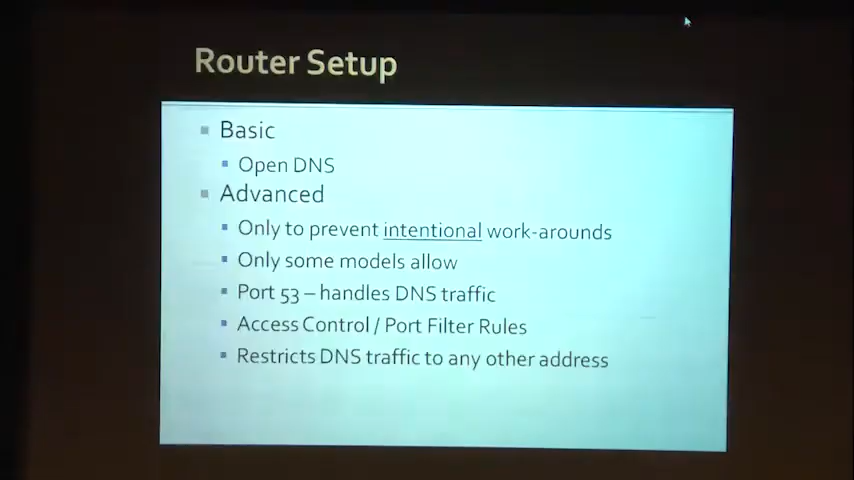 Router Setup
Basic
Open DNS
Advanced
Only to prevent intentional work-arounds
Only some models allow
Port 53 – handles DNS traffic
Access Control / Port Filter Rules
Restricts DNS traffic to any other address